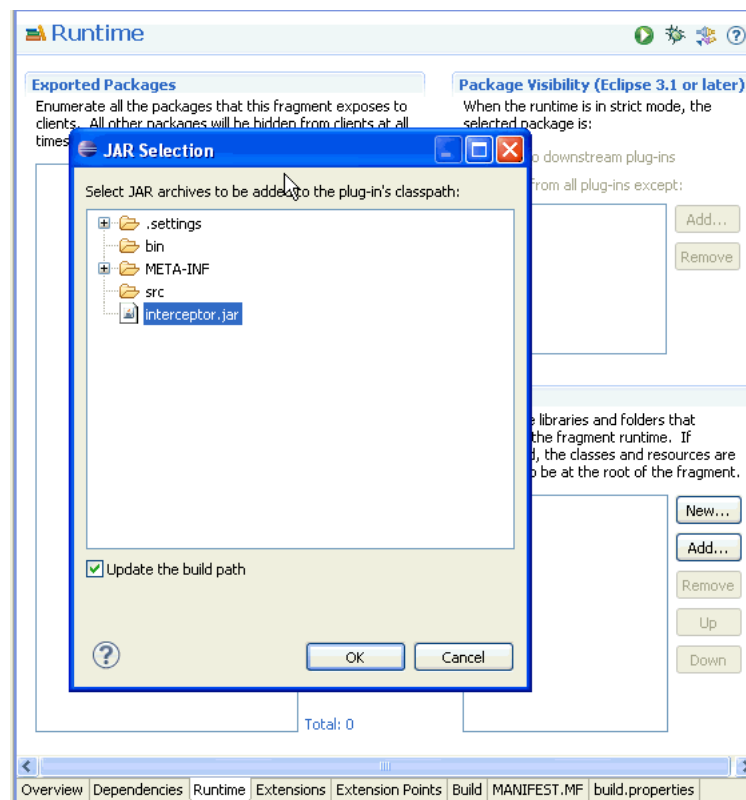 Runtime
Exported Packages
Enumerate all the packages that this fragment exposes to
clients. All other packages will be hidden from clients at all
times
Package Visibility (Eclipse 3.1 or later)
When the runtime is in strict mode, the
selected package is:
o downstream plug-ins
from all plug-ins except:
Add...
Remove
JAR Selection
Select JAR archives to be added to the plug-in's classpath:
.settings
bin
META-INF
src
interceptor.jar
Update the build path
OK
Cancel
libraries and folders that
the fragment runtime. If
, the classes and resources are
be at the root of the fragment.
New...
Add...
Remove
Up
Down
Total: 0
Overview Dependencies Runtime Extensions Extension Points Build MANIFEST.MF build.properties